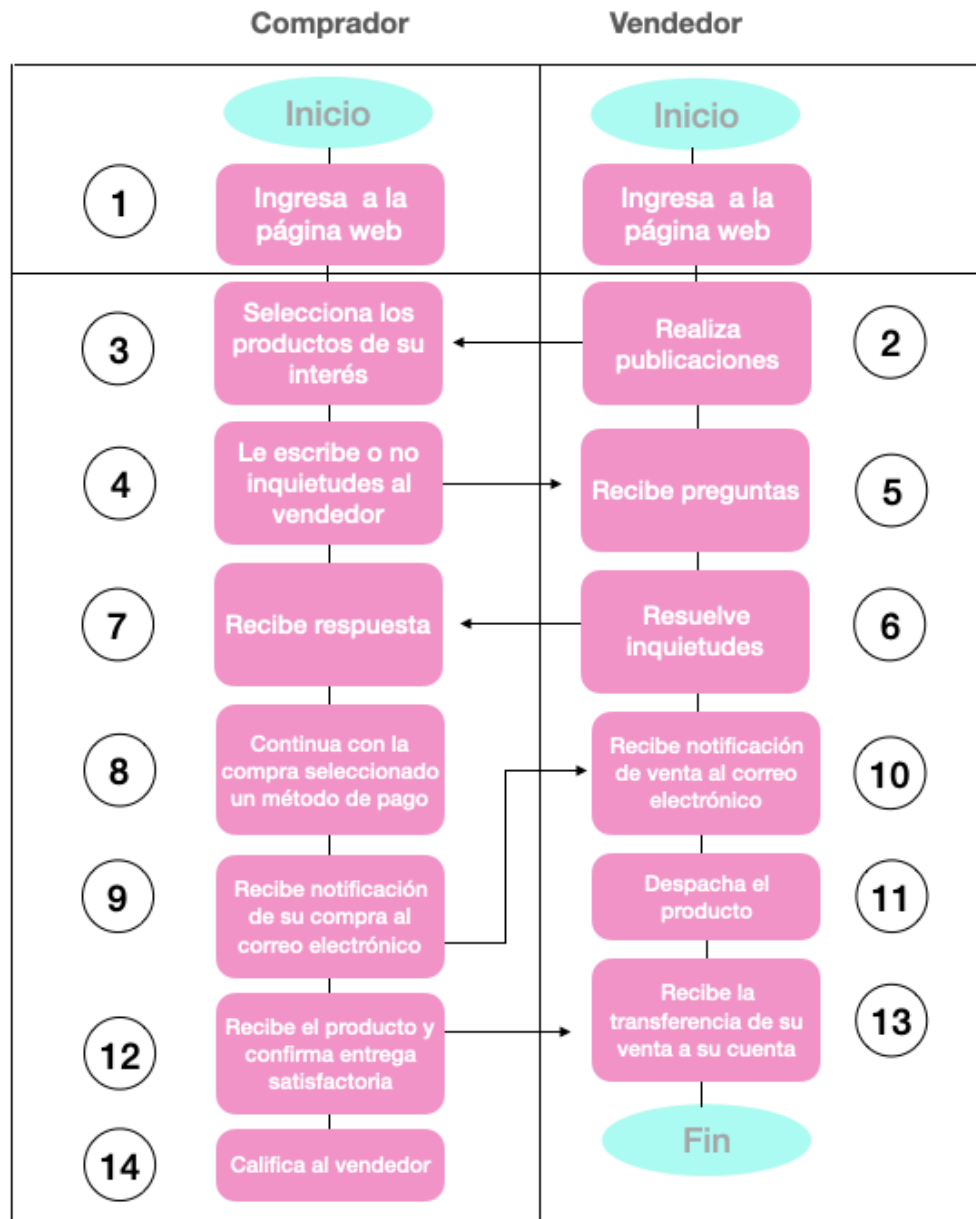 Comprador
Vendedor
Inicio
Inicio
1
Ingresa a la
página web
Ingresa a la
página web
3
Selecciona los
productos de su
interés
Realiza
publicaciones
2
4
Le escribe o no
inquietudes al
vendedor
Recibe preguntas
5
7
Recibe respuesta
Resuelve
inquietudes
6
8
Continua con la
compra seleccionado
un método de pago
Recibe notificación
de venta al correo
electrónico
10
9
Recibe notificación
de su compra al
correo electrónico
Despacha el
producto
11
12
Recibe el producto y
confirma entrega
satisfactoria
Recibe la
transferencia de su
venta a su cuenta
13
14
Califica al vendedor
Fin